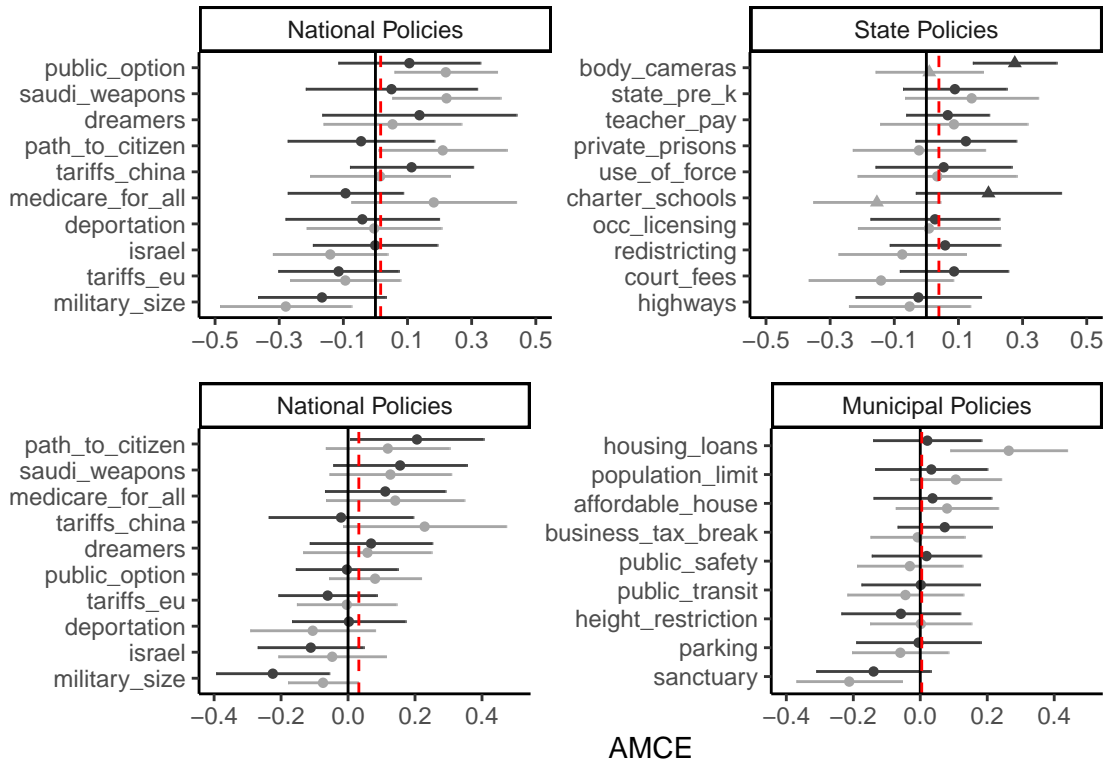 National Policies
public_option
saudi_weapons
dreamers
path_to_citizen
tariffs_china
medicare_for_all
deportation
israel
tariffs_eu
military_size
−0.5 −0.3 −0.1 0.1 0.3 0.5
State Policies
body_cameras
state_pre_k
teacher_pay
private_prisons
use_of_force
charter_schools
occ_licensing
redistricting
court_fees
highways
−0.5 −0.3 −0.1 0.1 0.3 0.5
National Policies
path_to_citizen
saudi_weapons
medicare_for_all
tariffs_china
dreamers
public_option
tariffs_eu
deportation
israel
military_size
−0.4 −0.2 0.0 0.2 0.4
Municipal Policies
housing_loans
population_limit
affordable_house
business_tax_break
public_safety
public_transit
height_restriction
parking
sanctuary
−0.4 −0.2 0.0 0.2 0.4
AMCE